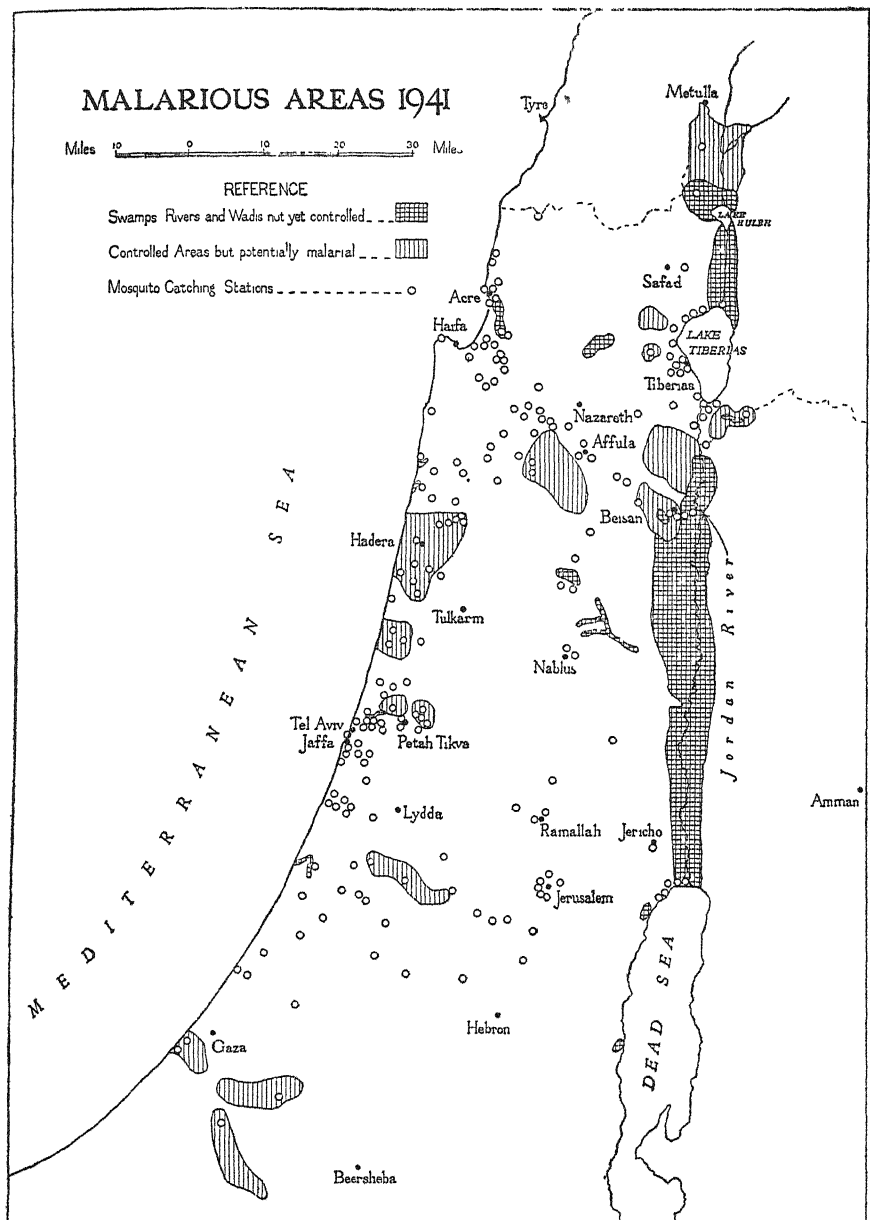 MALARIOUS AREAS 1941
Miles 10 0 10 20 30 Miles
REFERENCE
Swamps Rivers and Wadis not yet controlled
Controlled Areas but potentially malarial
Mosquito Catching Stations
Tyre
Metulla
LAKE
HULEH
Safad
Acre
Haifa
LAKE
TIBERIAS
Tiberias
Nazareth
Affula
Beisan
Hadera
Tulkarm
Nablus
Tel Aviv
Jaffa
Petah Tikva
Lydda
Ramallah
Jericho
Jerusalem
Amman
Jordan River
MEDITERRANEAN SEA
DEAD SEA
Hebron
Gaza
Beersheba